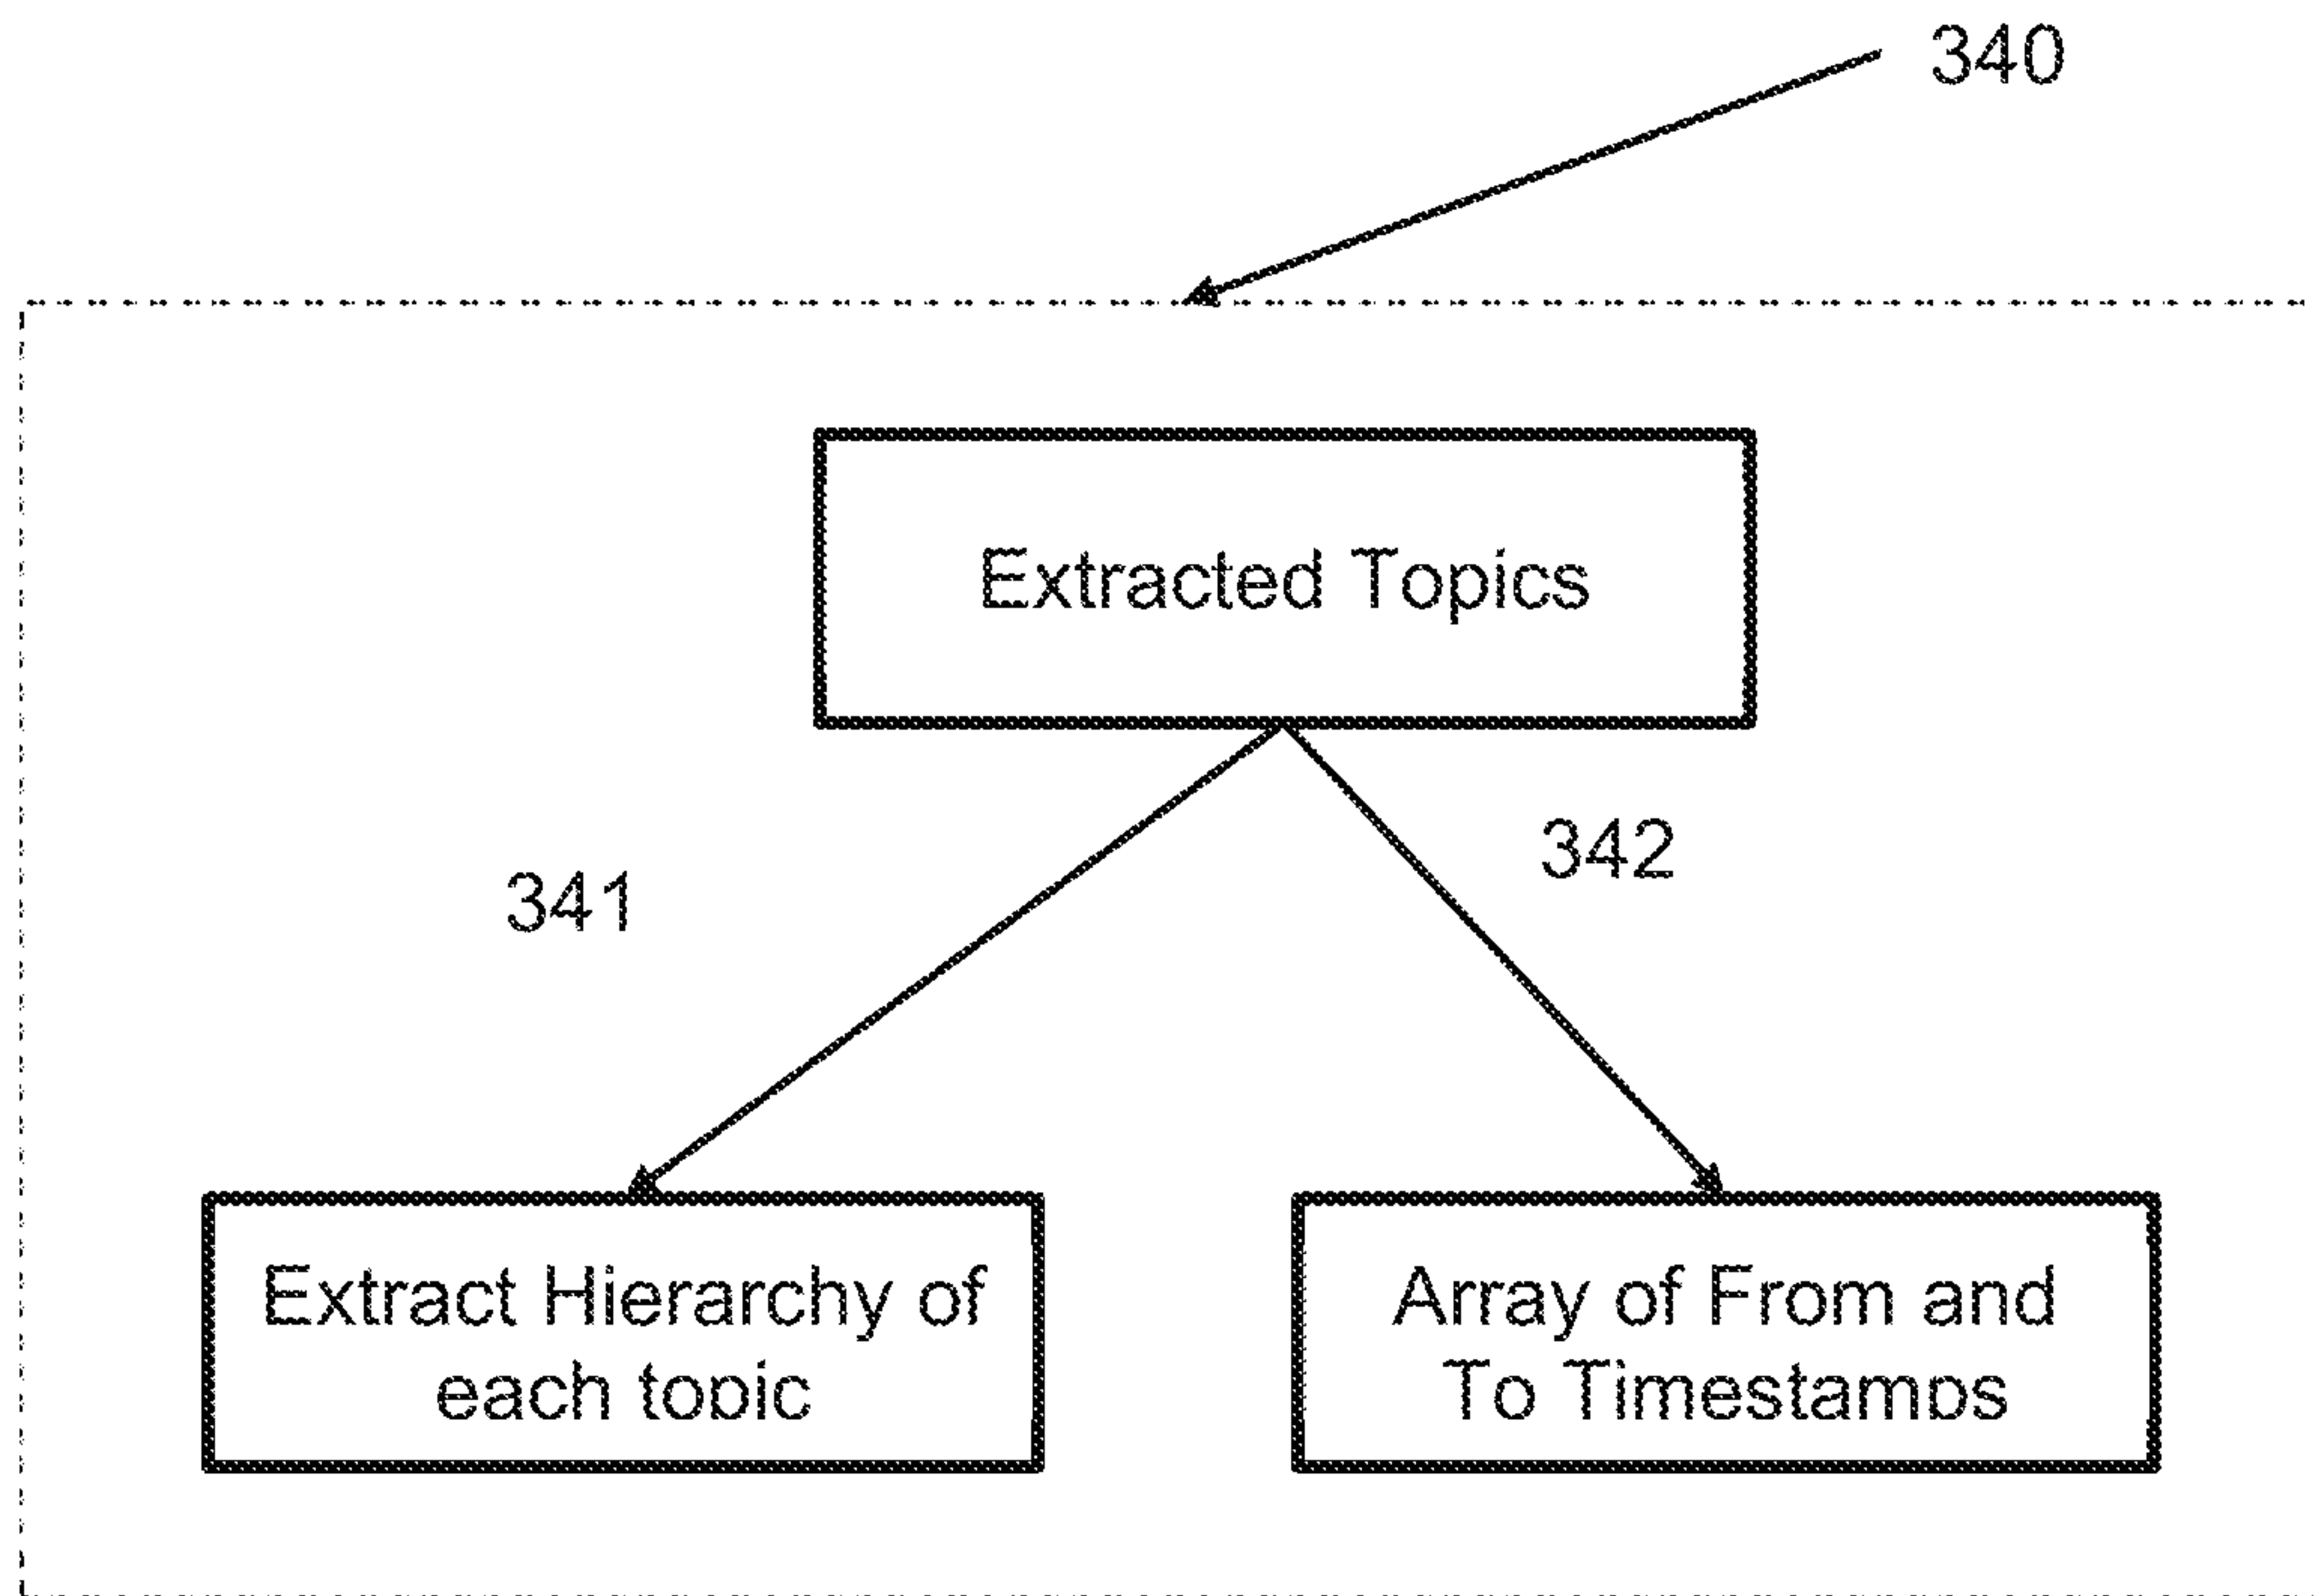 340
Extracted Topics
342
341
Extract Hierarchy of
each topic
Array of From and
To Timestamps